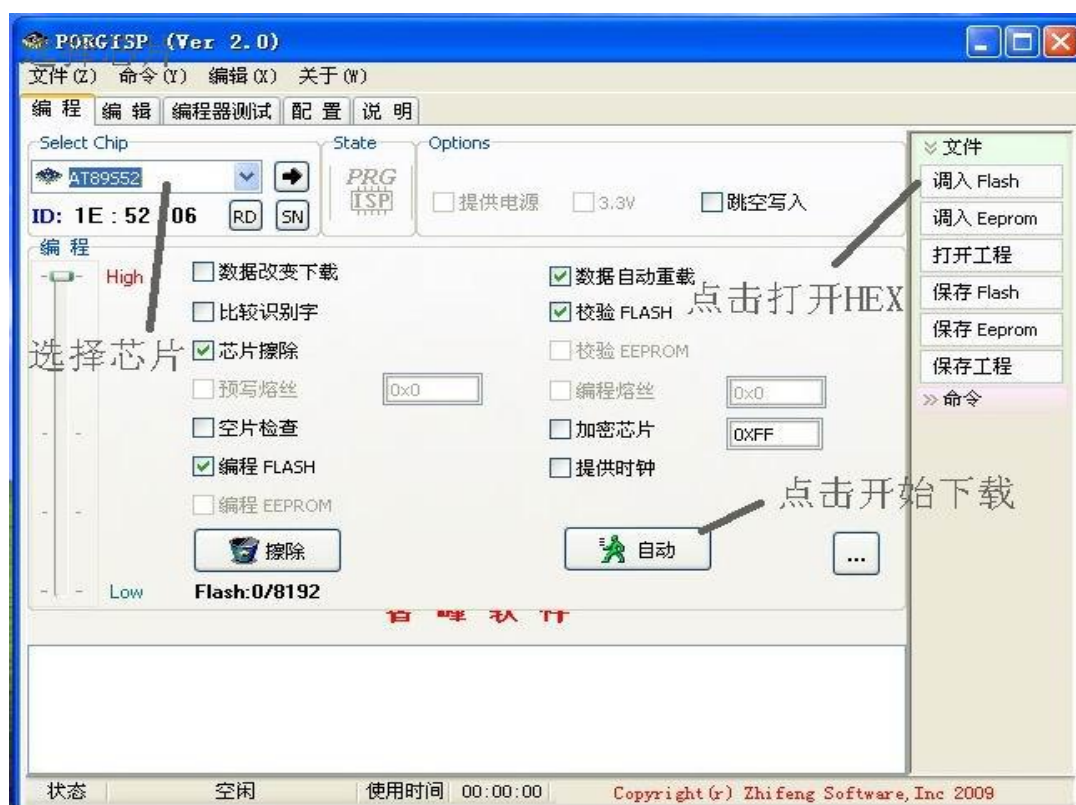 PORGISP (Ver 2.0)
选择芯片
文件(Z) 命令(Y) 编辑(X) 关于(W)
编 程 编 辑 编程器测试 配 置 说 明
Select Chip State Options
AT89S52
PRG
ISP
提供电源 3.3V 跳空写入
ID: 1E : 52 : 06 RD SN
编 程
High
数据改变下载 数据自动重载
比较识别字 校验 FLASH
点击打开HEX
选择芯片
芯片擦除 校验 EEPROM
预写熔丝 0x0 编程熔丝 0x0
空片检查 加密芯片 0XFF
编程 FLASH 提供时钟
点击开始下载
编程 EEPROM
擦除 自动 ...
Low Flash:0/8192
智 峰 软 件
文件
调入 Flash
调入 Eeprom
打开工程
保存 Flash
保存 Eeprom
保存工程
命令
状态 空闲 使用时间 00:00:00 Copyright(r) Zhifeng Software,Inc 2009